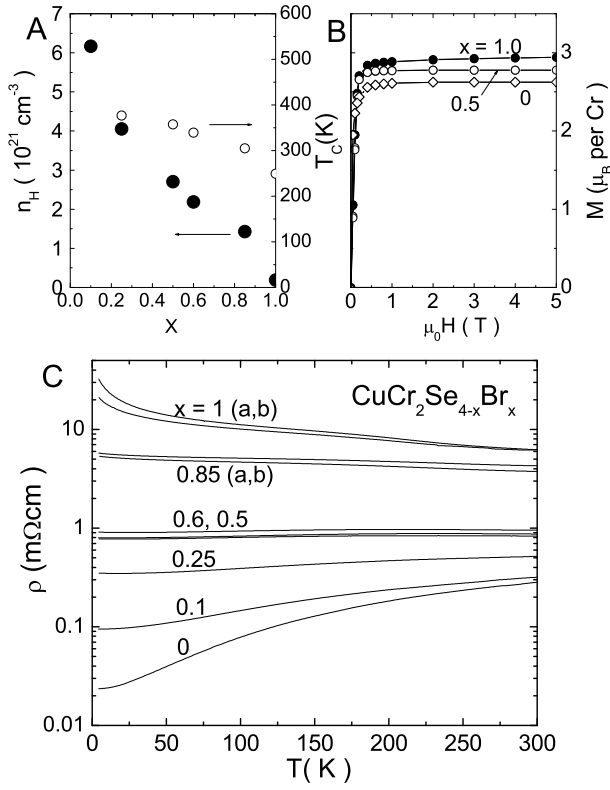 A
7
6
5
4
3
2
1
0
n_H ( 10^21 cm^-3 )
600
500
400
300
200
100
0
T_C(K)
0.0 0.2 0.4 0.6 0.8 1.0
X
B
x = 1.0
0.5
0
3
2
1
0
M (μ_B per Cr)
0 1 2 3 4 5
μ_0H ( T )
C
CuCr_2Se_4-xBr_x
x = 1 (a,b)
0.85 (a,b)
0.6, 0.5
0.25
0.1
0
10
1
0.1
0.01
ρ (mΩcm)
0 50 100 150 200 250 300
T( K )